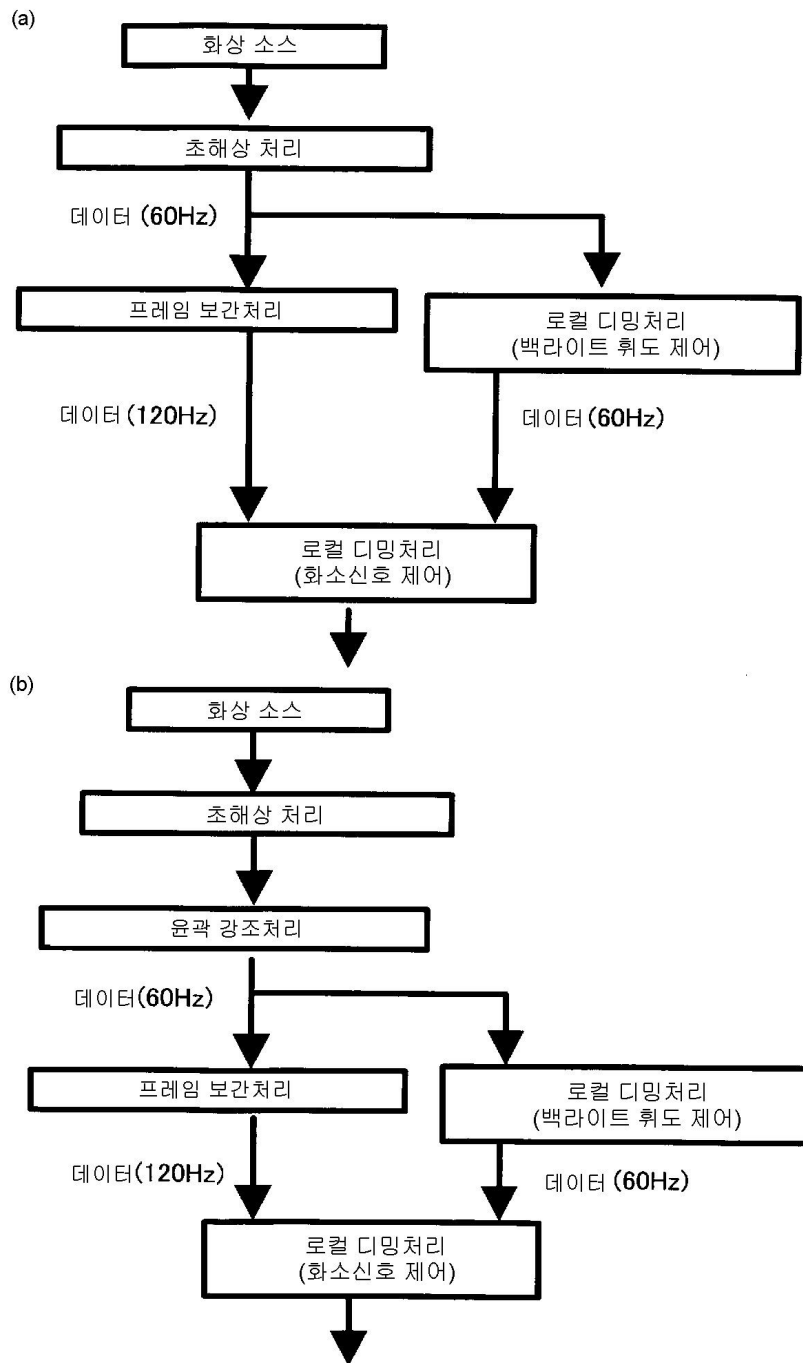 (a)
화상 소스
초해상 처리
데이터 (60Hz)
프레임 보간처리
로컬 디밍처리
(백라이트 휘도 제어)
데이터(120Hz)
데이터(60Hz)
로컬 디밍처리
(화소신호 제어)
(b)
화상 소스
초해상 처리
윤곽 강조처리
데이터(60Hz)
프레임 보간처리
로컬 디밍처리
(백라이트 휘도 제어)
데이터(120Hz)
데이터 (60Hz)
로컬 디밍처리
(화소신호 제어)